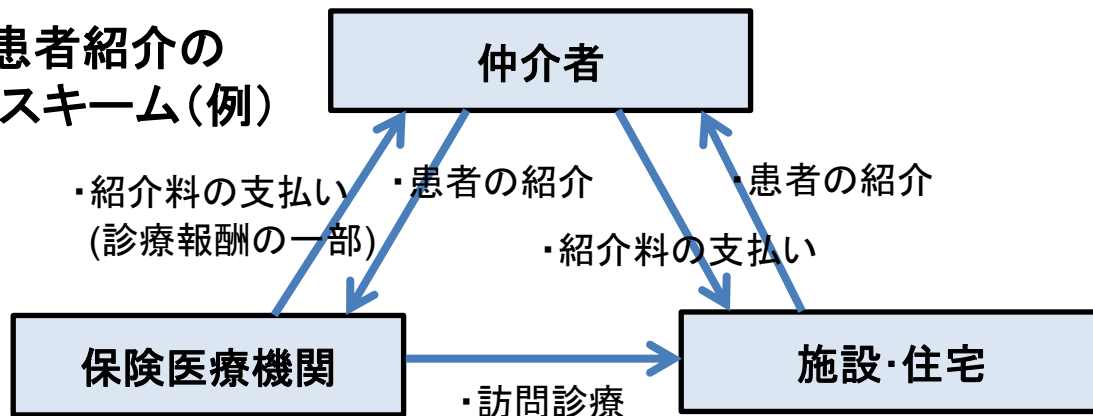 患者紹介の
スキーム(例)
仲介者
・紹介料の支払い
(診療報酬の一部)
・患者の紹介
・患者の紹介
・紹介料の支払い
保険医療機関
施設・住宅
・訪問診療